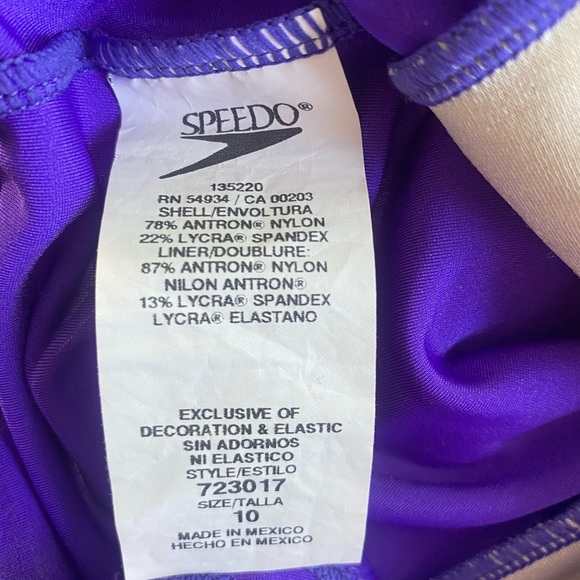 SPEEDO®
135220
RN 54934 / CA 00203
SHELL/ENVOLTURA
78% ANTRON® NYLON
22% LYCRA® SPANDEX
LINER/DOUBLURE:
87% ANTRON® NYLON
NILON ANTRON®
13% LYCRA® SPANDEX
LYCRA® ELASTANO
EXCLUSIVE OF
DECORATION & ELASTIC
SIN ADORNOS
NI ELASTICO
STYLE/ESTILO
723017
SIZE/TALLA
10
MADE IN MEXICO
HECHO EN MEXICO